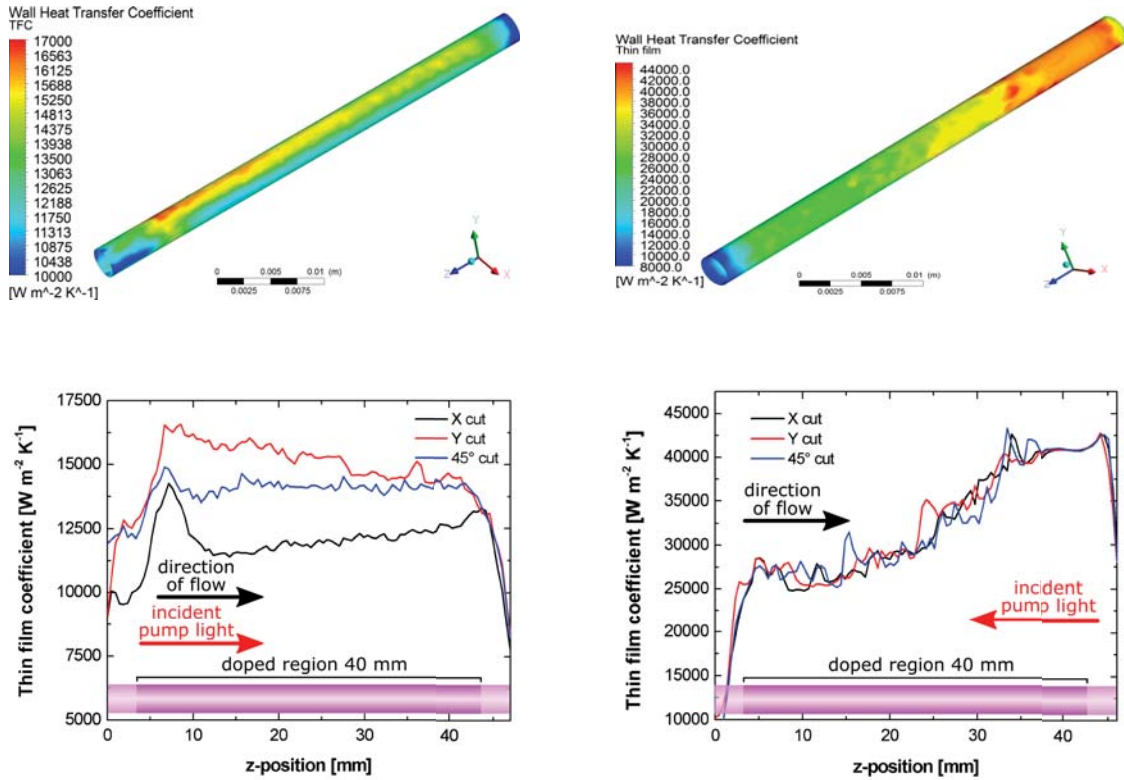 Wall Heat Transfer Coefficient
TFC
17000
16563
16125
15688
15250
14813
14375
13938
13500
13063
12625
12188
11750
11313
10875
10438
10000
[W m^-2 K^-1]
0 0.005 0.01 (m)
0.0025 0.0075
Y
Z
X
Wall Heat Transfer Coefficient
Thin film
44000.0
42000.0
40000.0
38000.0
36000.0
34000.0
32000.0
30000.0
28000.0
26000.0
24000.0
22000.0
20000.0
18000.0
16000.0
14000.0
12000.0
10000.0
8000.0
[W m^-2 K^-1]
0 0.005 0.01 (m)
0.0025 0.0075
Y
Z
X
Thin film coefficient [W m⁻² K⁻¹]
17500
15000
12500
10000
7500
5000
X cut
Y cut
45° cut
direction
of flow
incident
pump light
doped region 40 mm
0 10 20 30 40
z-position [mm]
Thin film coefficient [W m⁻² K⁻¹]
45000
40000
35000
30000
25000
20000
15000
10000
X cut
Y cut
45° cut
direction
of flow
incident
pump light
doped region 40 mm
0 10 20 30 40
z-position [mm]